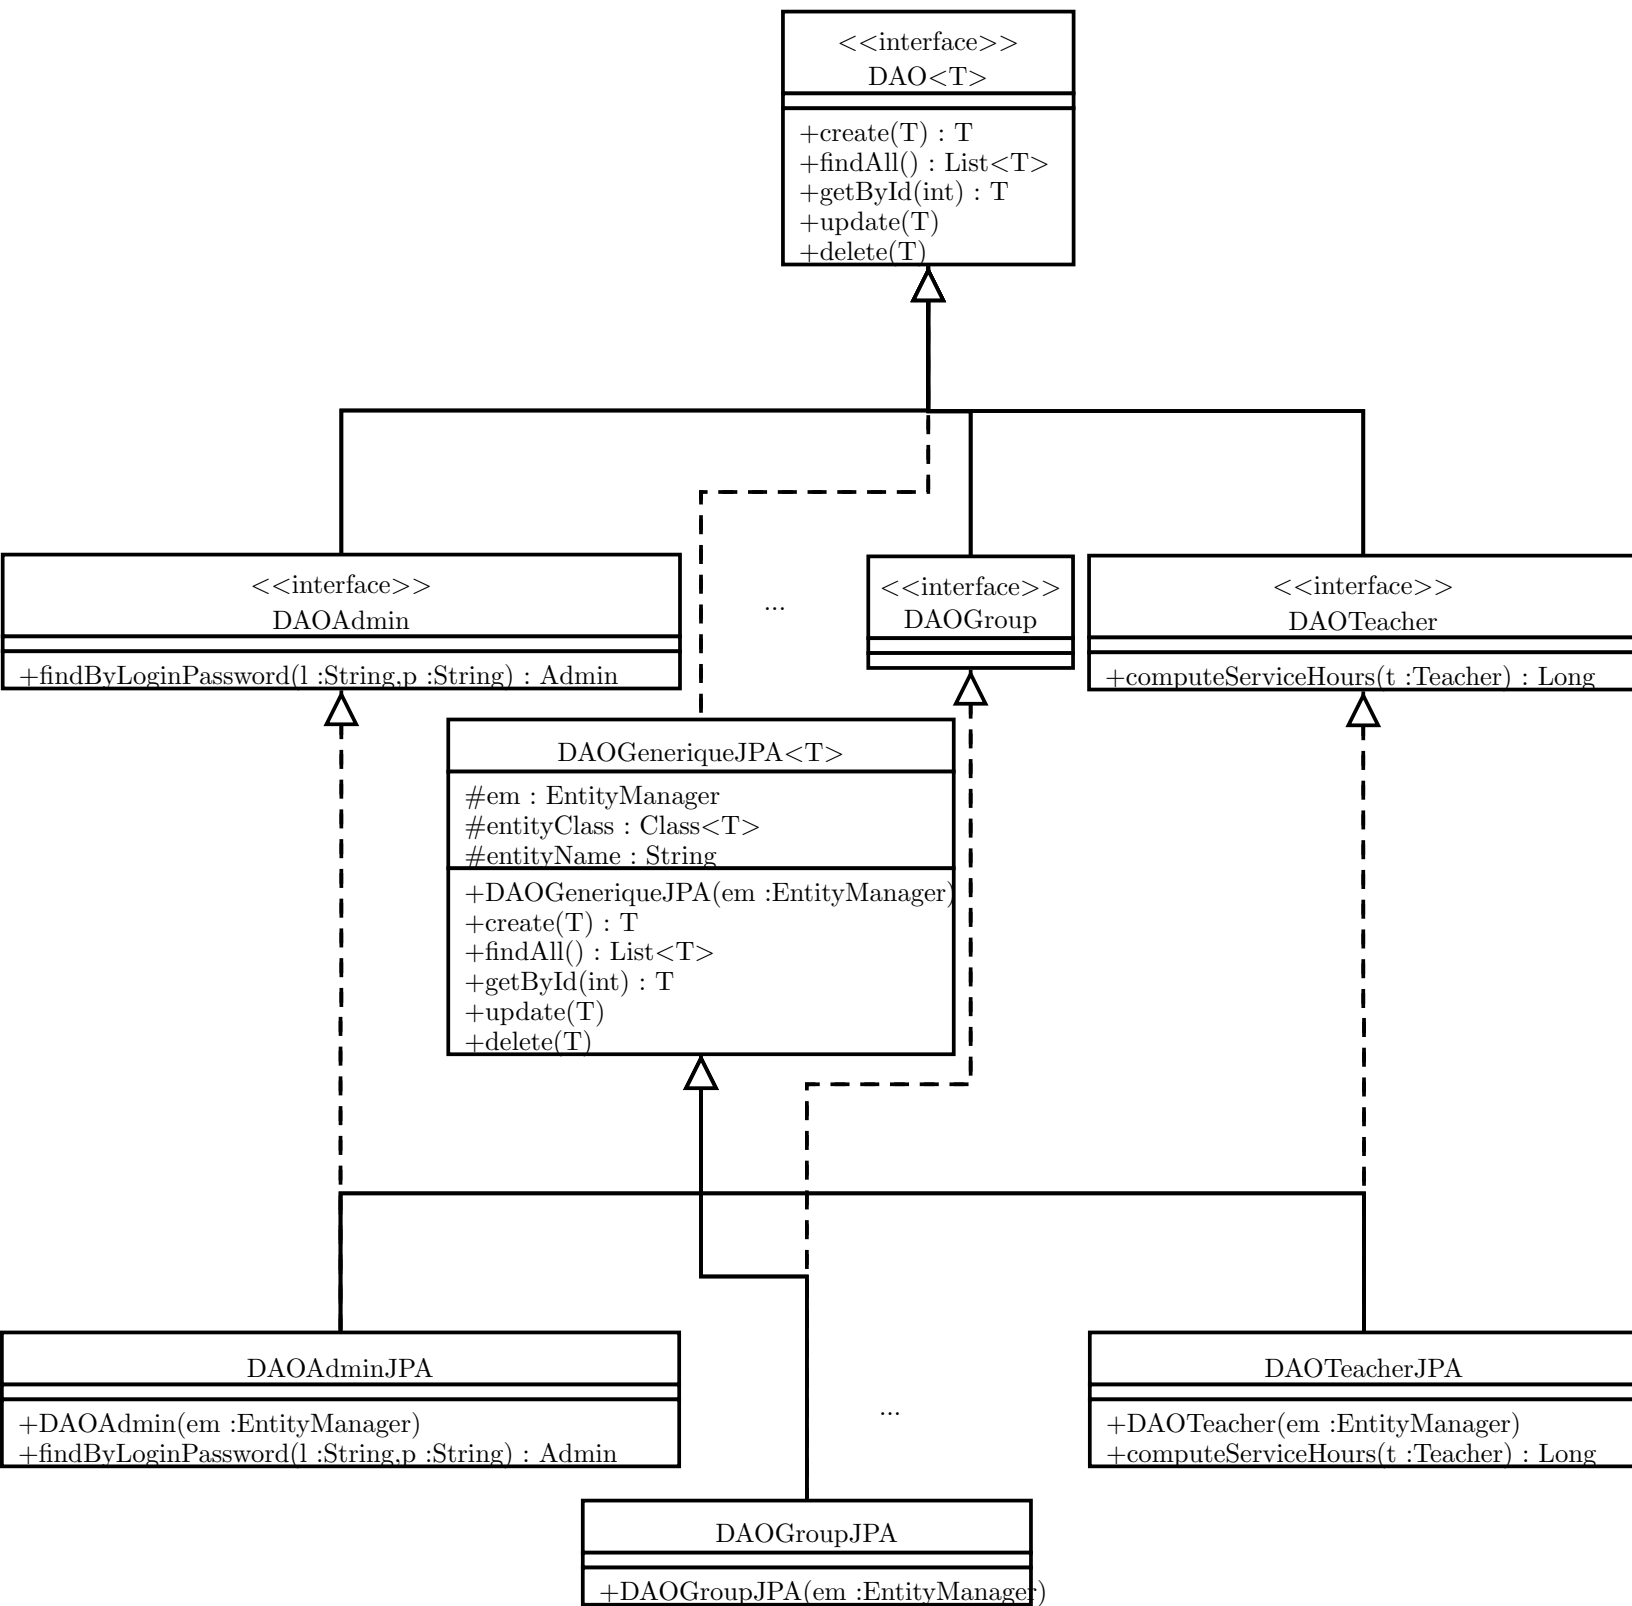 <<interface>>
DAO<T>
+create(T) : T
+findAll() : List<T>
+getById(int) : T
+update(T)
+delete(T)
<<interface>>
DAOAdmin
+findByLoginPassword(l :String,p :String) : Admin
...
<<interface>>
DAOGroup
<<interface>>
DAOTeacher
+computeServiceHours(t :Teacher) : Long
DAOGeneriqueJPA<T>
#em : EntityManager
#entityClass : Class<T>
#entityName : String
+DAOGeneriqueJPA(em :EntityManager)
+create(T) : T
+findAll() : List<T>
+getById(int) : T
+update(T)
+delete(T)
DAOAdminJPA
+DAOAdmin(em :EntityManager)
+findByLoginPassword(l :String,p :String) : Admin
...
DAOTeacherJPA
+DAOTeacher(em :EntityManager)
+computeServiceHours(t :Teacher) : Long
DAOGroupJPA
+DAOGroupJPA(em :EntityManager)